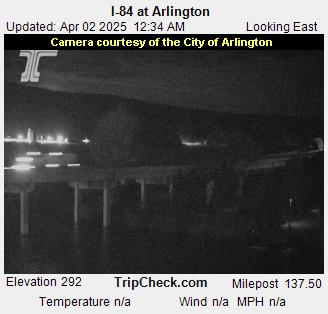 I-84 at Arlington
Updated: Apr 02 2025 12:34 AM Looking East
Camera courtesy of the City of Arlington
Elevation 292 TripCheck.com Milepost 137.50
Temperature n/a Wind n/a MPH n/a